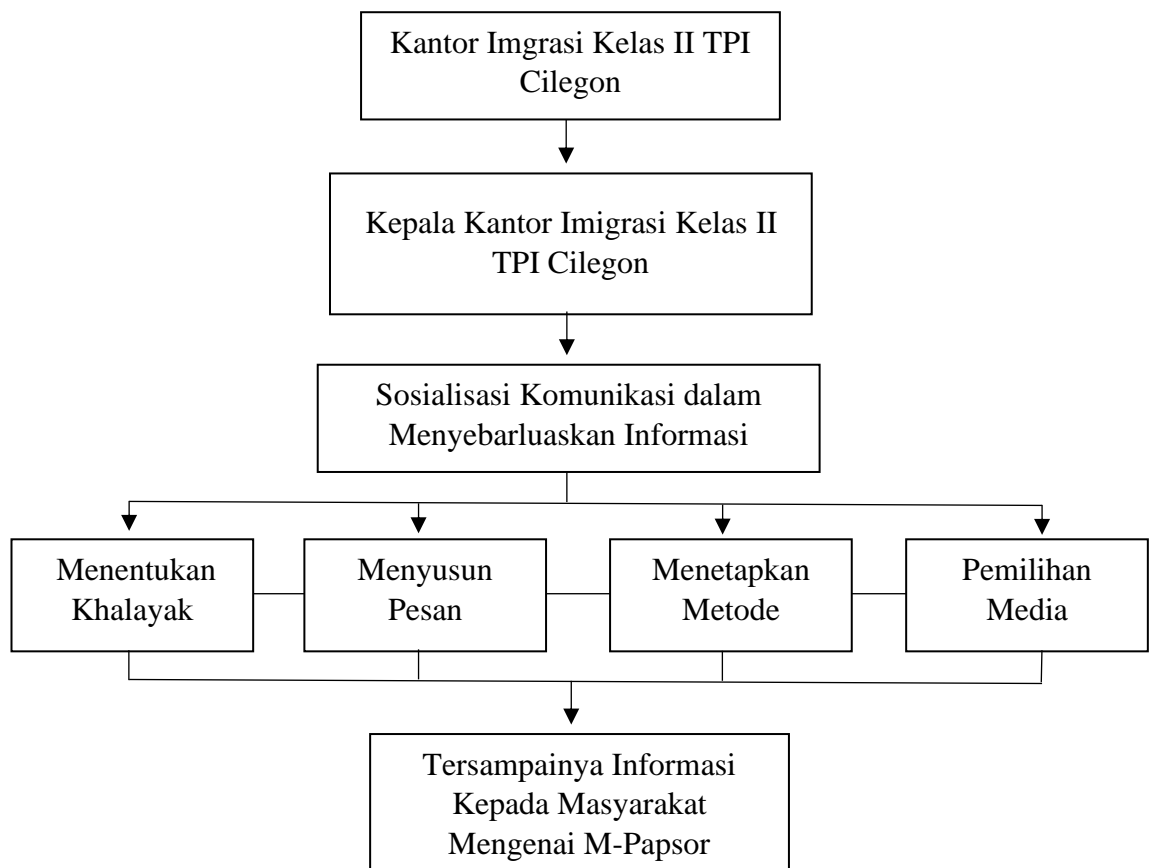 Kantor Imgrasi Kelas II TPI
Cilegon
Kepala Kantor Imigrasi Kelas II
TPI Cilegon
Sosialisasi Komunikasi dalam
Menyebarluaskan Informasi
Menentukan
Khalayak
Menyusun
Pesan
Menetapkan
Metode
Pemilihan
Media
Tersampainya Informasi
Kepada Masyarakat
Mengenai M-Papsor